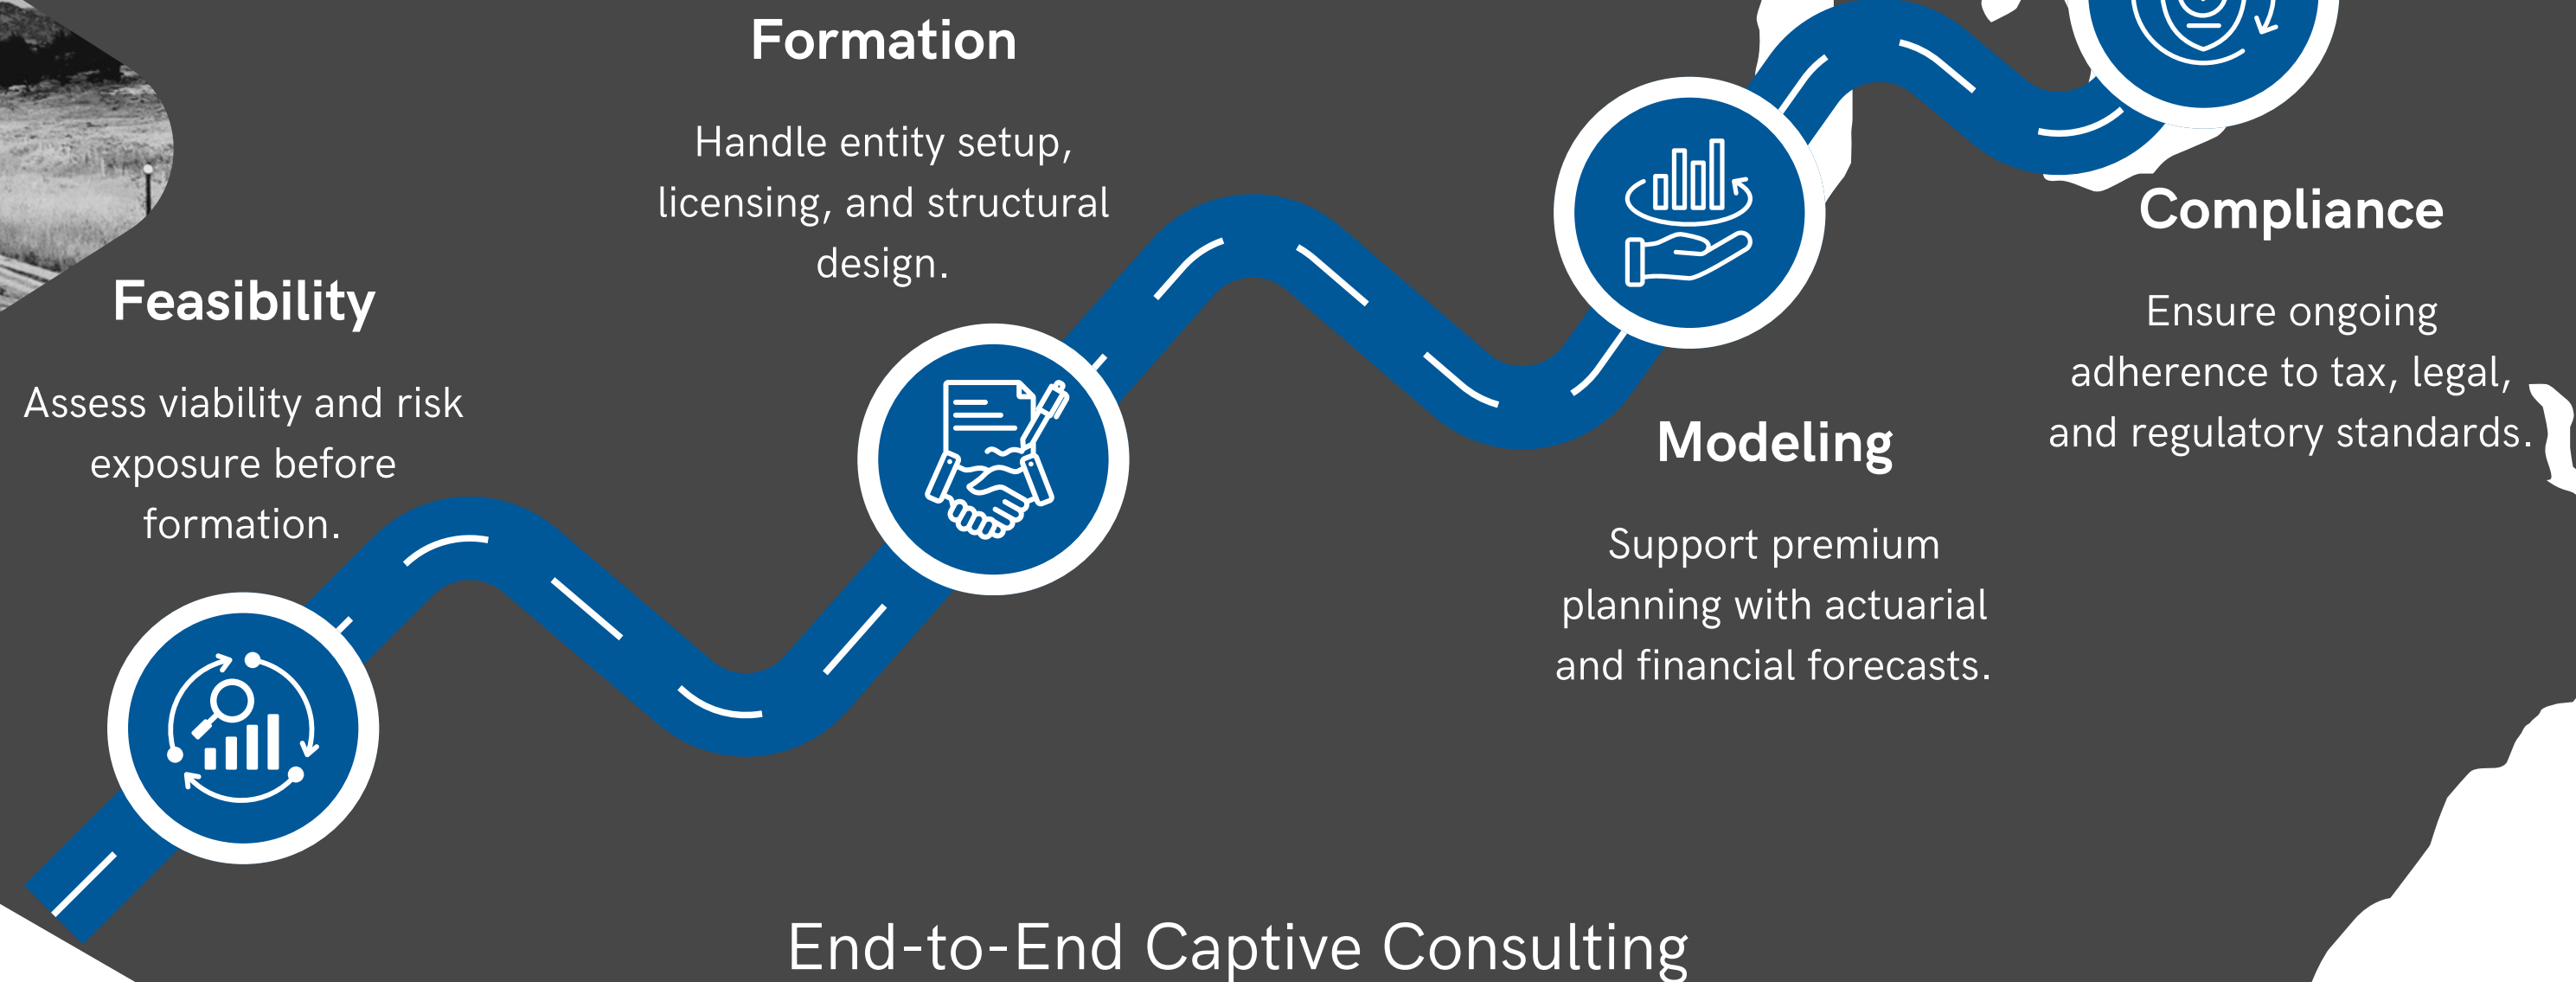 Feasibility
Assess viability and risk
exposure before
formation.
Formation
Handle entity setup,
licensing, and structural
design.
Modeling
Support premium
planning with actuarial
and financial forecasts.
Compliance
Ensure ongoing
adherence to tax, legal,
and regulatory standards.
End-to-End Captive Consulting